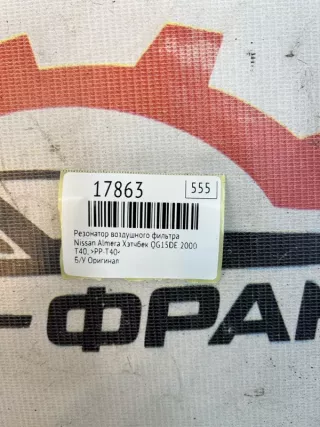 17863 555
Резонатор воздушного фильтра
Nissan Almera Хэтчбек QG15DE 2000
T40, >PP-T40<
Б/У Оригинал
-ФРАН